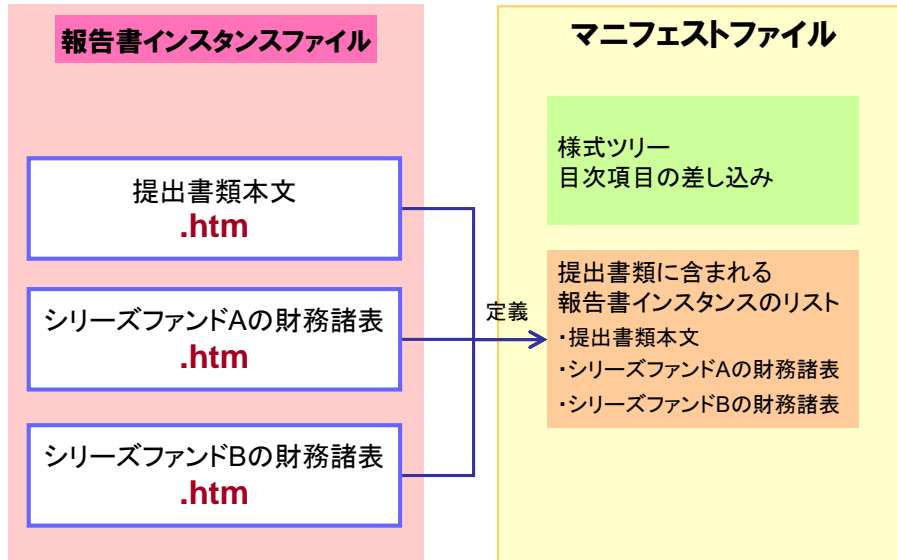 報告書インスタンスファイル
提出書類本文
.htm
シリーズファンドAの財務諸表
.htm
シリーズファンドBの財務諸表
.htm
定義
マニフェストファイル
様式ツリー
目次項目の差し込み
提出書類に含まれる
報告書インスタンスのリスト
・提出書類本文
・シリーズファンドAの財務諸表
・シリーズファンドBの財務諸表